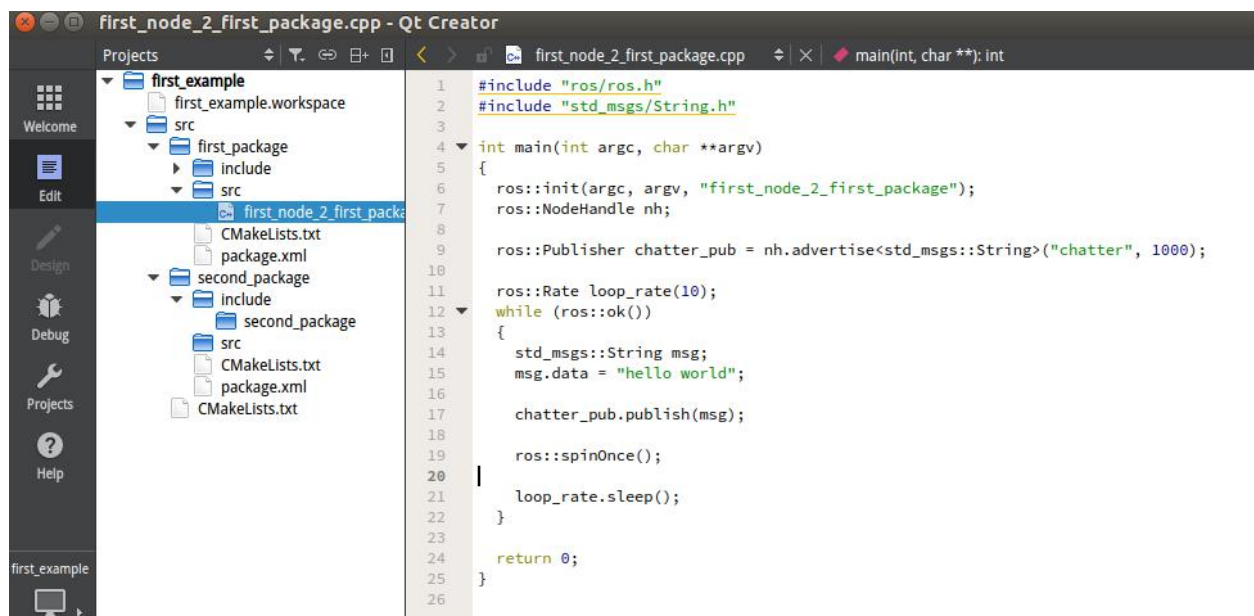 first_node_2_first_package.cpp - Qt Creator
Projects
first_node_2_first_package.cpp
main(int, char **): int
Welcome
Edit
Design
Debug
Projects
Help
first_example
first_example
first_example.workspace
src
first_package
include
src
first_node_2_first_packa
CMakeLists.txt
package.xml
second_package
include
second_package
src
CMakeLists.txt
package.xml
CMakeLists.txt
1 #include "ros/ros.h"
2 #include "std_msgs/String.h"
3
4 int main(int argc, char **argv)
5 {
6   ros::init(argc, argv, "first_node_2_first_package");
7   ros::NodeHandle nh;
8
9   ros::Publisher chatter_pub = nh.advertise<std_msgs::String>("chatter", 1000);
10
11   ros::Rate loop_rate(10);
12   while (ros::ok())
13   {
14     std_msgs::String msg;
15     msg.data = "hello world";
16
17     chatter_pub.publish(msg);
18
19     ros::spinOnce();
20
21     loop_rate.sleep();
22   }
23
24   return 0;
25 }
26